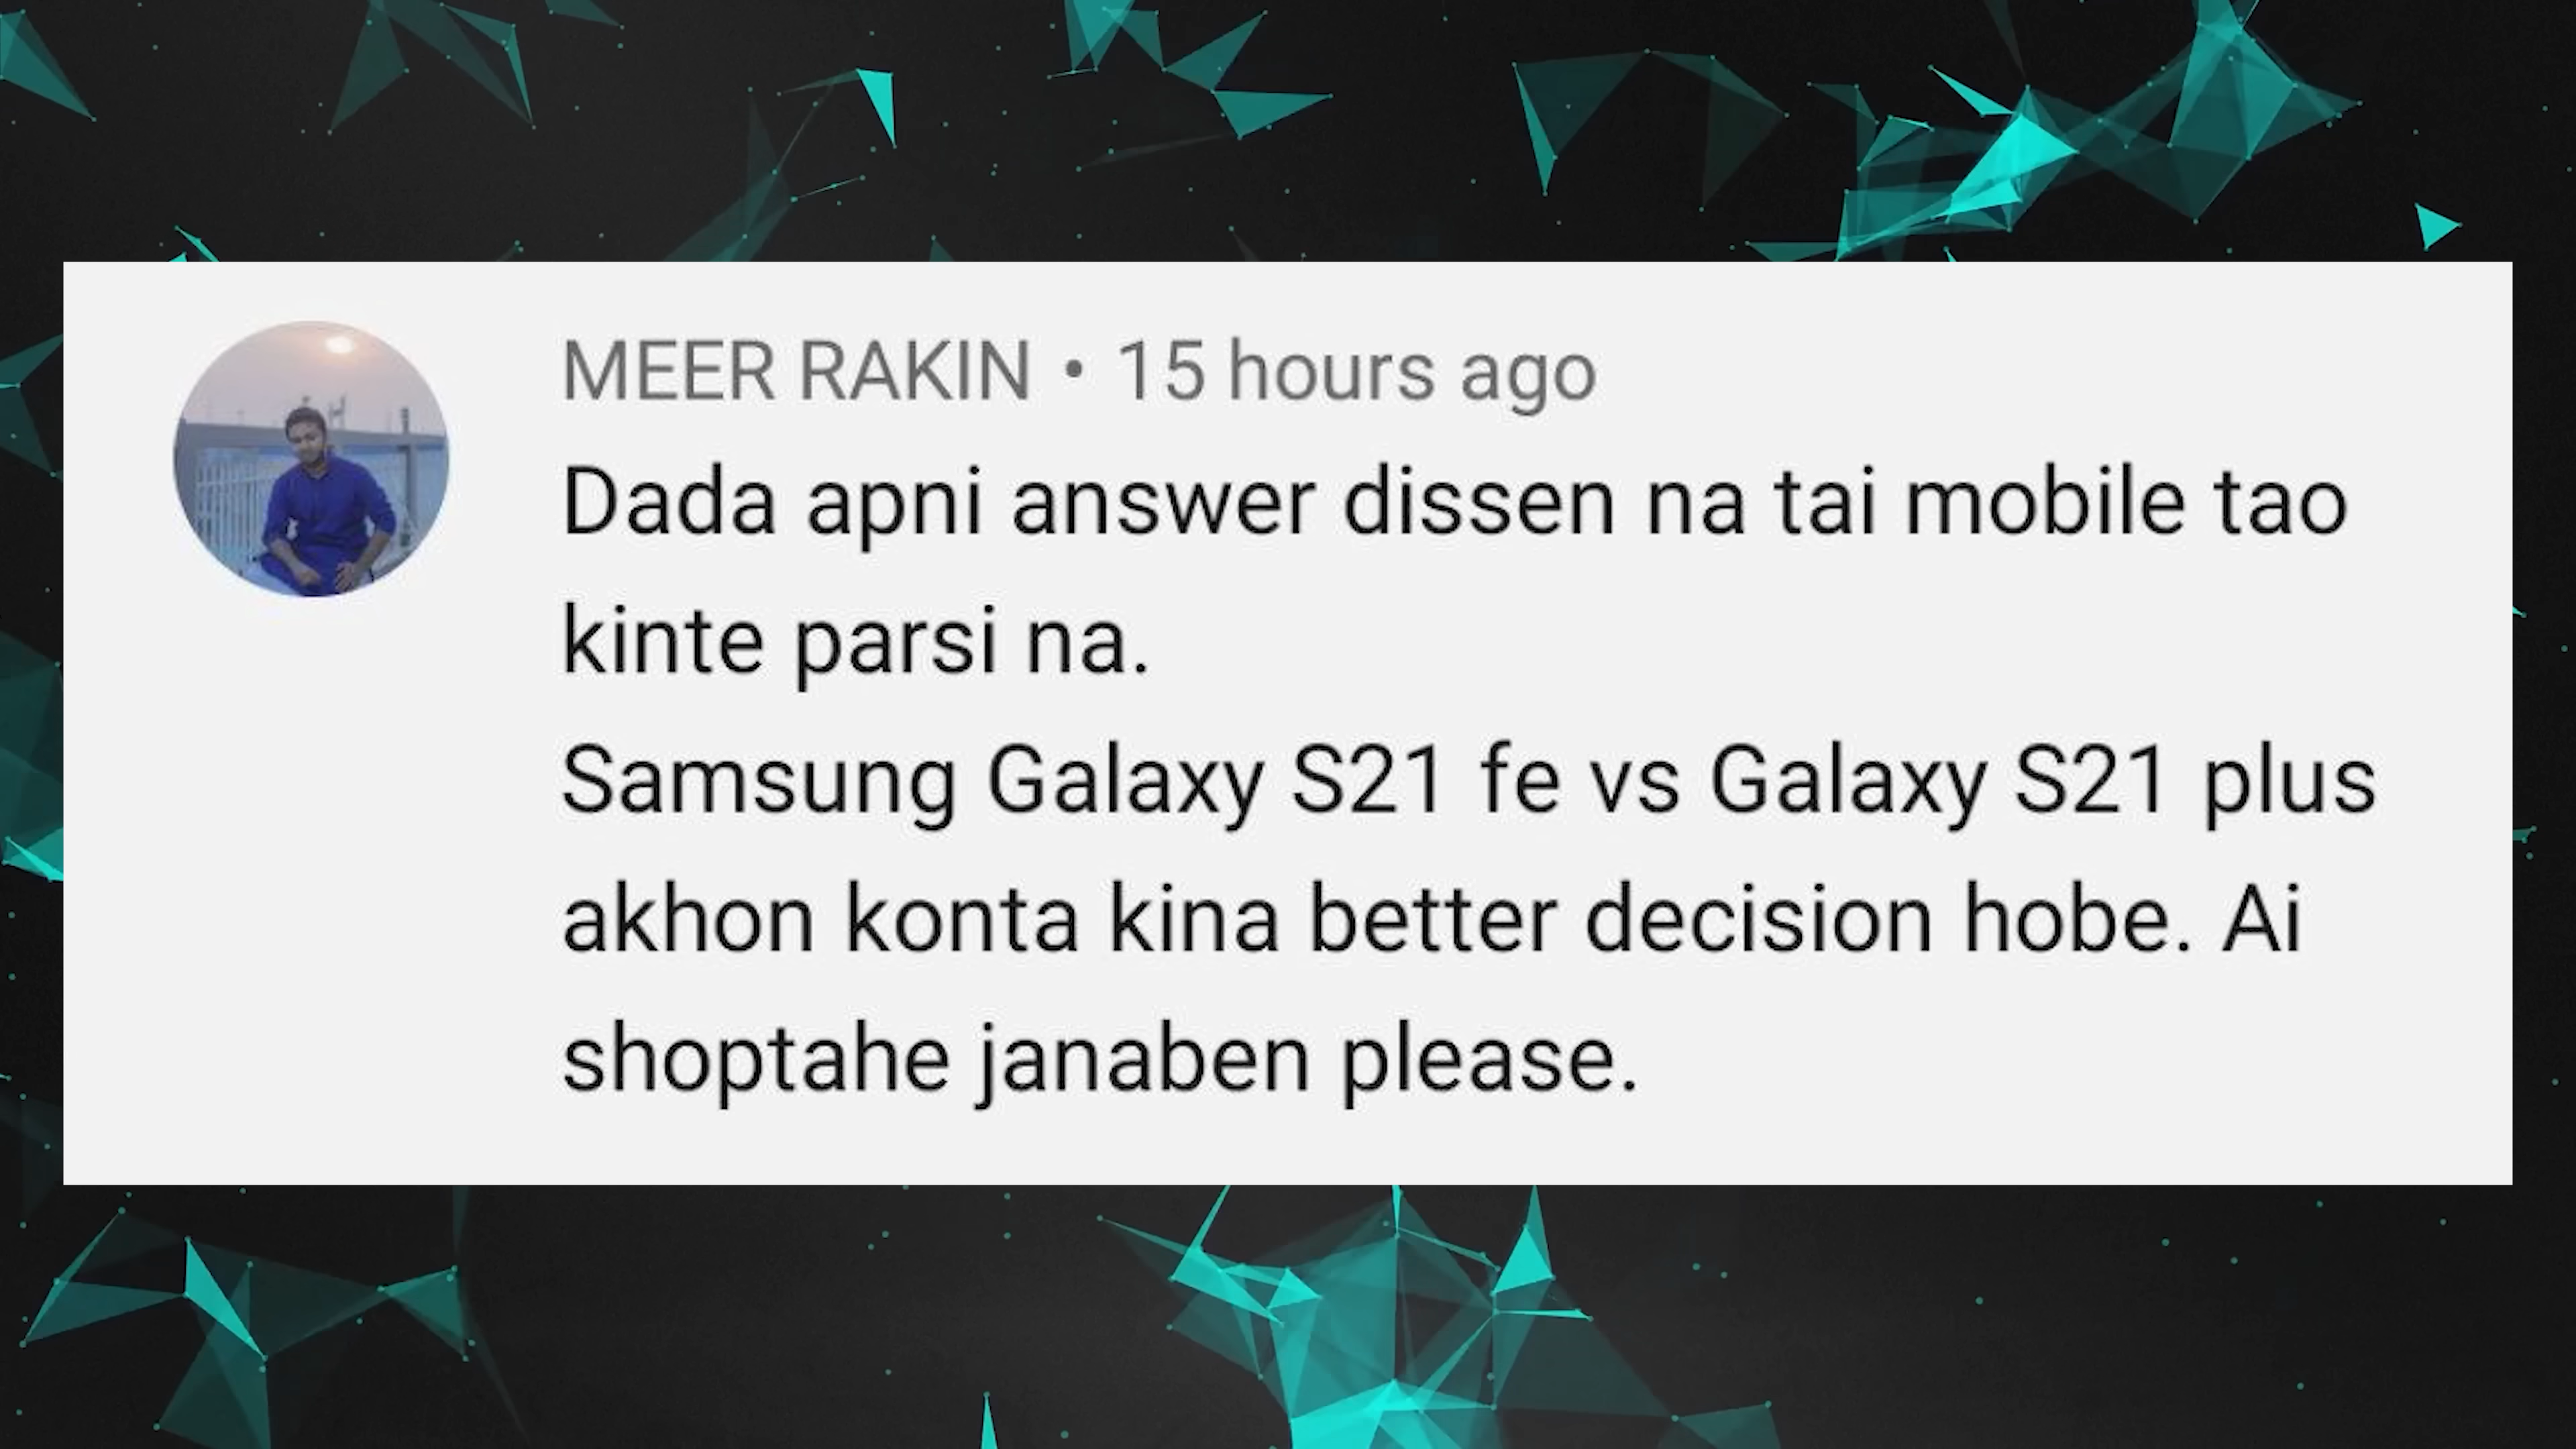 MEER RAKIN • 15 hours ago
Dada apni answer dissen na tai mobile tao
kinte parsi na.
Samsung Galaxy S21 fe vs Galaxy S21 plus
akhon konta kina better decision hobe. Ai
shoptahe janaben please.